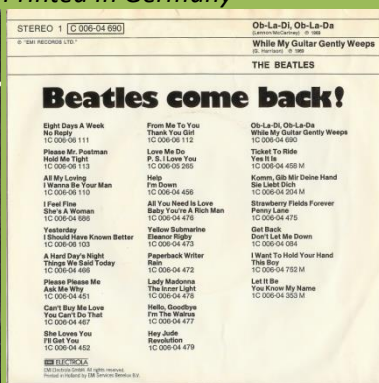 Printed in Germany
STEREO 1 C 006-04 690
℗ "EMI RECORDS LTD."
Ob-La-Di, Ob-La-Da
(Lennon/McCartney) ℗ 1968
While My Guitar Gently Weeps
(G. Harrison) ℗ 1968
THE BEATLES
Beatles come back!
Eight Days A Week
No Reply
1C 006-06 111
Please Mr. Postman
Hold Me Tight
1C 006-06 113
All My Loving
I Wanna Be Your Man
1C 006-06 110
I Feel Fine
She's A Woman
1C 006-04 686
Yesterday
I Should Have Known Better
1C 006-06 103
A Hard Day's Night
Things We Said Today
1C 006-04 466
Please Please Me
Ask Me Why
1C 006-04 451
Can't Buy Me Love
You Can't Do That
1C 006-04 467
She Loves You
I'll Get You
1C 006-04 452
From Me To You
Thank You Girl
1C 006-06 112
Love Me Do
P. S. I Love You
1C 006-05 265
Help
I'm Down
1C 006-04 456
All You Need Is Love
Baby You're A Rich Man
1C 006-04 476
Yellow Submarine
Eleanor Rigby
1C 006-04 473
Paperback Writer
Rain
1C 006-04 472
Lady Madonna
The Inner Light
1C 006-04 478
Hello, Goodbye
I'm The Walrus
1C 006-04 477
Hey Jude
Revolution
1C 006-04 479
Ob-La-Di, Ob-La-Da
While My Guitar Gently Weeps
1C 006-04 690
Ticket To Ride
Yes It Is
1C 006-04 458 M
Komm, Gib Mir Deine Hand
Sie Liebt Dich
1C 006-04 204 M
Strawberry Fields Forever
Penny Lane
1C 006-04 475
Get Back
Don't Let Me Down
1C 006-04 084
I Want To Hold Your Hand
This Boy
1C 006-04 752 M
Let It Be
You Know My Name
1C 006-04 353 M
EMI ELECTROLA
EMI Electrola GmbH. All rights reserved.
Printed in Holland by EMI Services Benelux B.V.